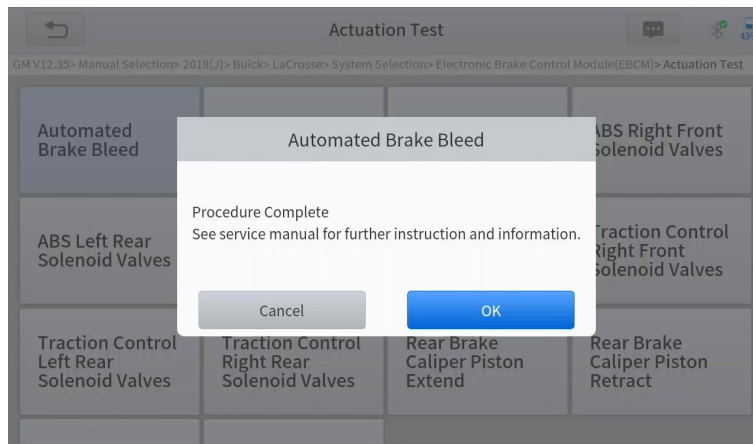 Actuation Test
GM V12.35> Manual Selection> 2018(J)> Buick> LaCrosse> System Selection> Electronic Brake Control Module(EBCM)> Actuation Test
Automated
Brake Bleed
ABS Right Front
Solenoid Valves
Automated Brake Bleed
Procedure Complete
See service manual for further instruction and information.
Cancel
OK
ABS Left Rear
Solenoid Valves
Traction Control
Right Front
Solenoid Valves
Traction Control
Left Rear
Solenoid Valves
Traction Control
Right Rear
Solenoid Valves
Rear Brake
Caliper Piston
Extend
Rear Brake
Caliper Piston
Retract